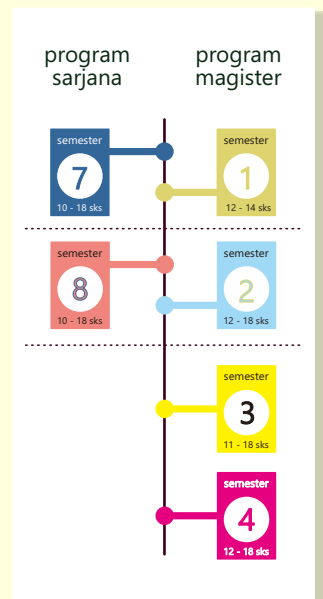 program
sarjana
program
magister
semester
7
10 - 18 sks
semester
1
12 - 14 sks
semester
8
10 - 18 sks
semester
2
12 - 18 sks
semester
3
11 - 18 sks
semester
4
12 - 18 sks